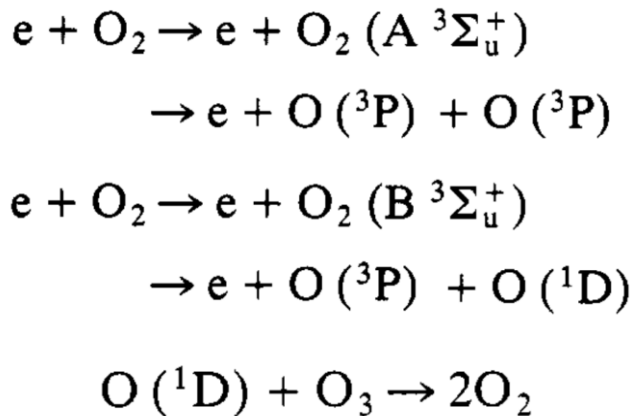 e + O₂ → e + O₂ (A ³Σᵤ⁺)
→ e + O (³P) + O (³P)
e + O₂ → e + O₂ (B ³Σᵤ⁺)
→ e + O (³P) + O (¹D)
O (¹D) + O₃ → 2O₂